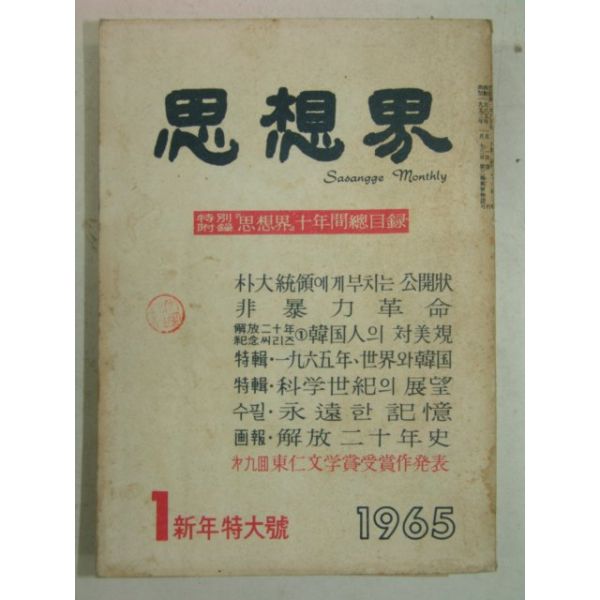 思想界
Sasangge Monthly
特別附錄 『思想界』十年間總目録
朴大統領에게부치는 公開狀
非暴力革命
解放二十年紀念씨리즈 ① 韓国人의 対美観
特輯・一九六五年、世界와韓国
特輯・科学世紀의 展望
수필・永遠한 記憶
画報・解放二十年史
才九回 東仁文学賞受賞作発表
1 新年特大號
1965